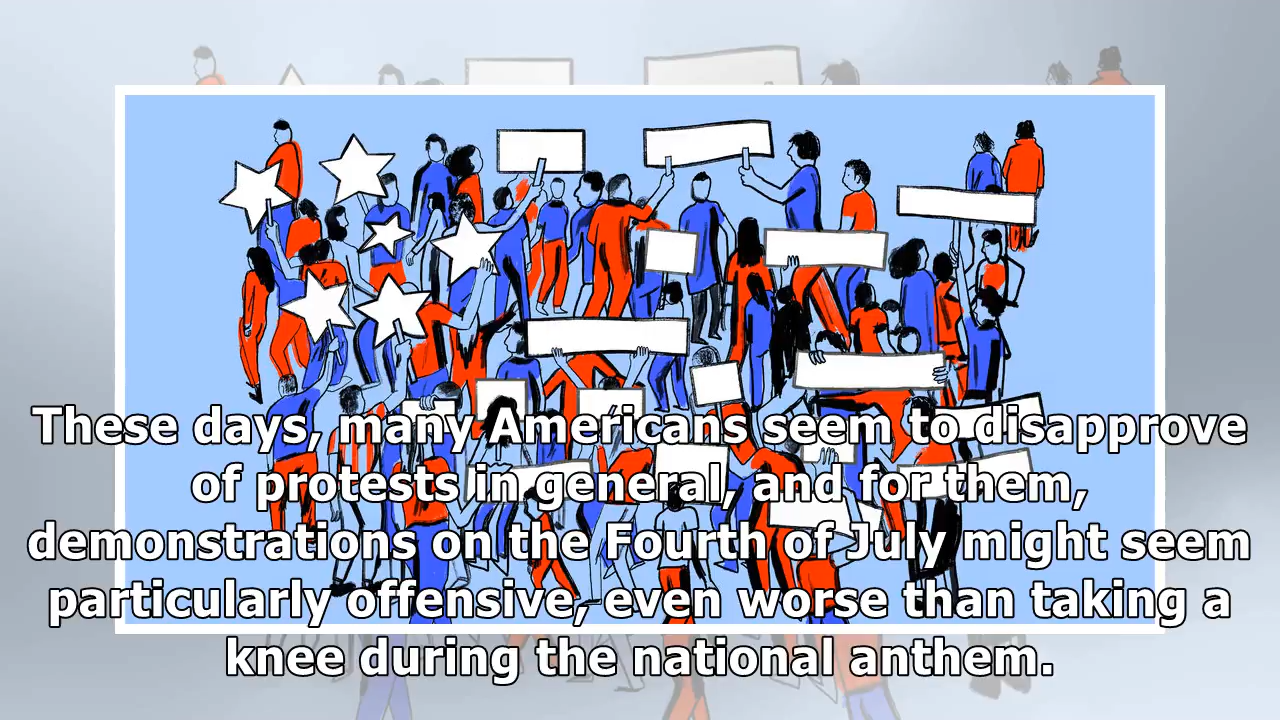 These days, many Americans seem to disapprove
of protests in general, and for them,
demonstrations on the Fourth of July might seem
particularly offensive, even worse than taking a
knee during the national anthem.